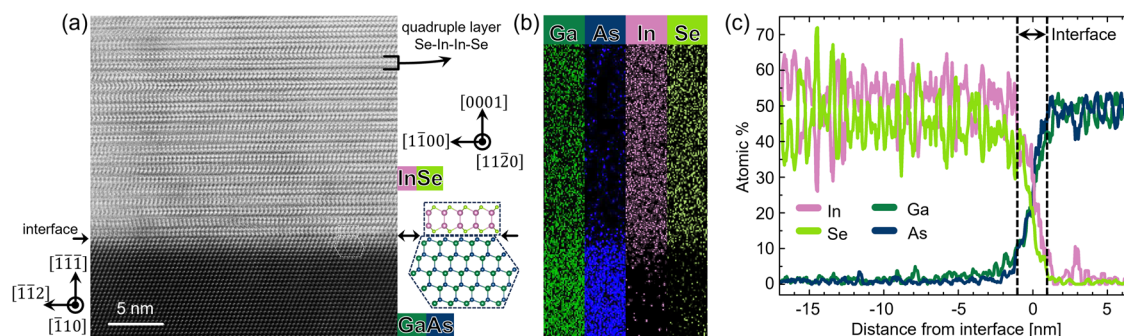 (a)
quadruple layer
Se-In-In-Se
[0001]
[11̅00]
[112̅0]
InSe
interface
[1̅1̅1̅]
[1̅1̅2]
[1̅10]
5 nm
GaAs
(b)
Ga As In Se
(c)
Interface
Atomic %
70
60
50
40
30
20
10
0
In
Se
Ga
As
-15 -10 -5 0 5
Distance from interface [nm]